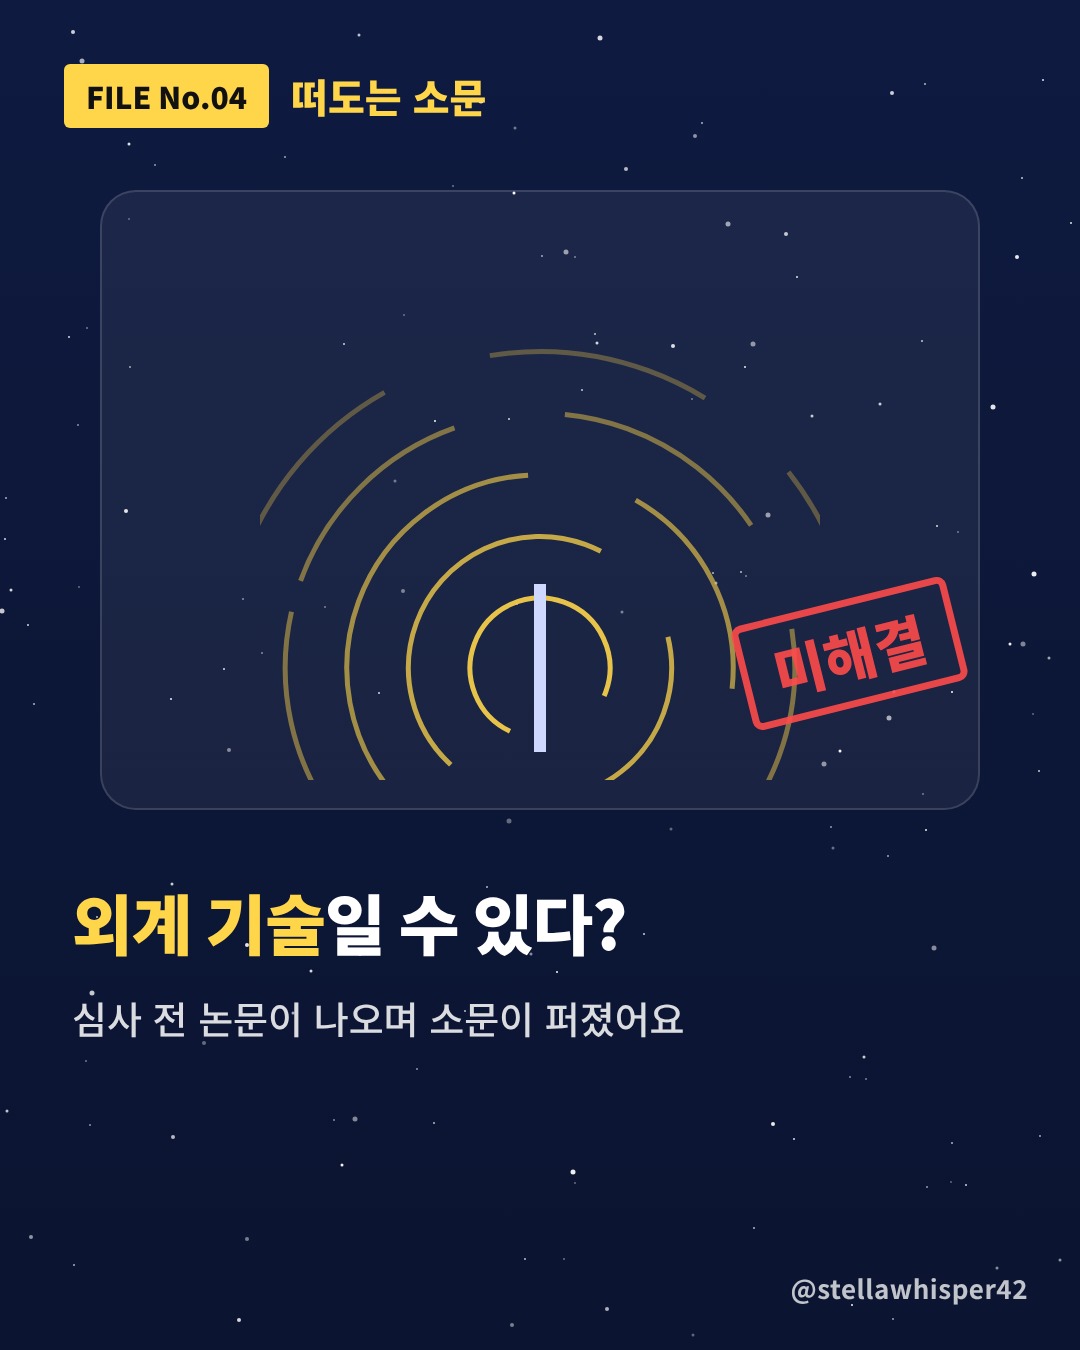 FILE No.04 떠도는 소문
미해결
외계 기술일 수 있다?
심사 전 논문이 나오며 소문이 퍼졌어요
@stellawhisper42